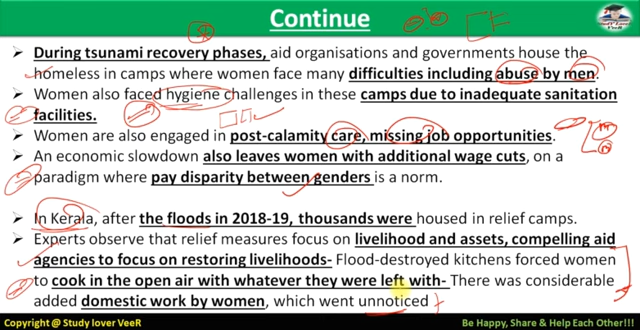 Continue
Study Lover
VeeR
➢ During tsunami recovery phases, aid organisations and governments house the
homeless in camps where women face many difficulties including abuse by men.
➢ Women also faced hygiene challenges in these camps due to inadequate sanitation
facilities.
➢ Women are also engaged in post-calamity care, missing job opportunities.
➢ An economic slowdown also leaves women with additional wage cuts, on a
paradigm where pay disparity between genders is a norm.
➢ In Kerala, after the floods in 2018-19, thousands were housed in relief camps.
➢ Experts observe that relief measures focus on livelihood and assets, compelling aid
agencies to focus on restoring livelihoods- Flood-destroyed kitchens forced women
to cook in the open air with whatever they were left with- There was considerable
added domestic work by women, which went unnoticed
Copyright @ Study lover VeeR
Be Happy, Share & Help Each Other!!!